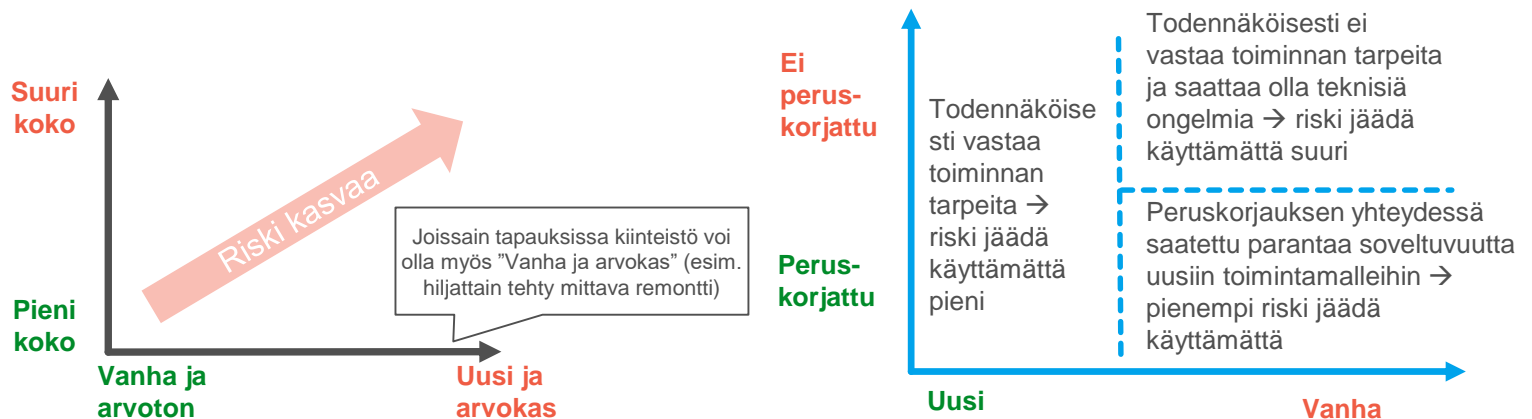 Suuri
koko
Riski kasvaa
Joissain tapauksissa kiinteistö voi
olla myös ”Vanha ja arvokas” (esim.
hiljattain tehty mittava remontti)
Pieni
koko
Vanha ja
arvoton
Uusi ja
arvokas
Ei
perus-
korjattu
Perus-
korjattu
Todennäköise
sti vastaa
toiminnan
tarpeita →
riski jäädä
käyttämättä
pieni
Todennäköisesti ei
vastaa toiminnan tarpeita
ja saattaa olla teknisiä
ongelmia → riski jäädä
käyttämättä suuri
Peruskorjauksen yhteydessä
saatettu parantaa soveltuvuutta
uusiin toimintamalleihin →
pienempi riski jäädä
käyttämättä
Uusi
Vanha